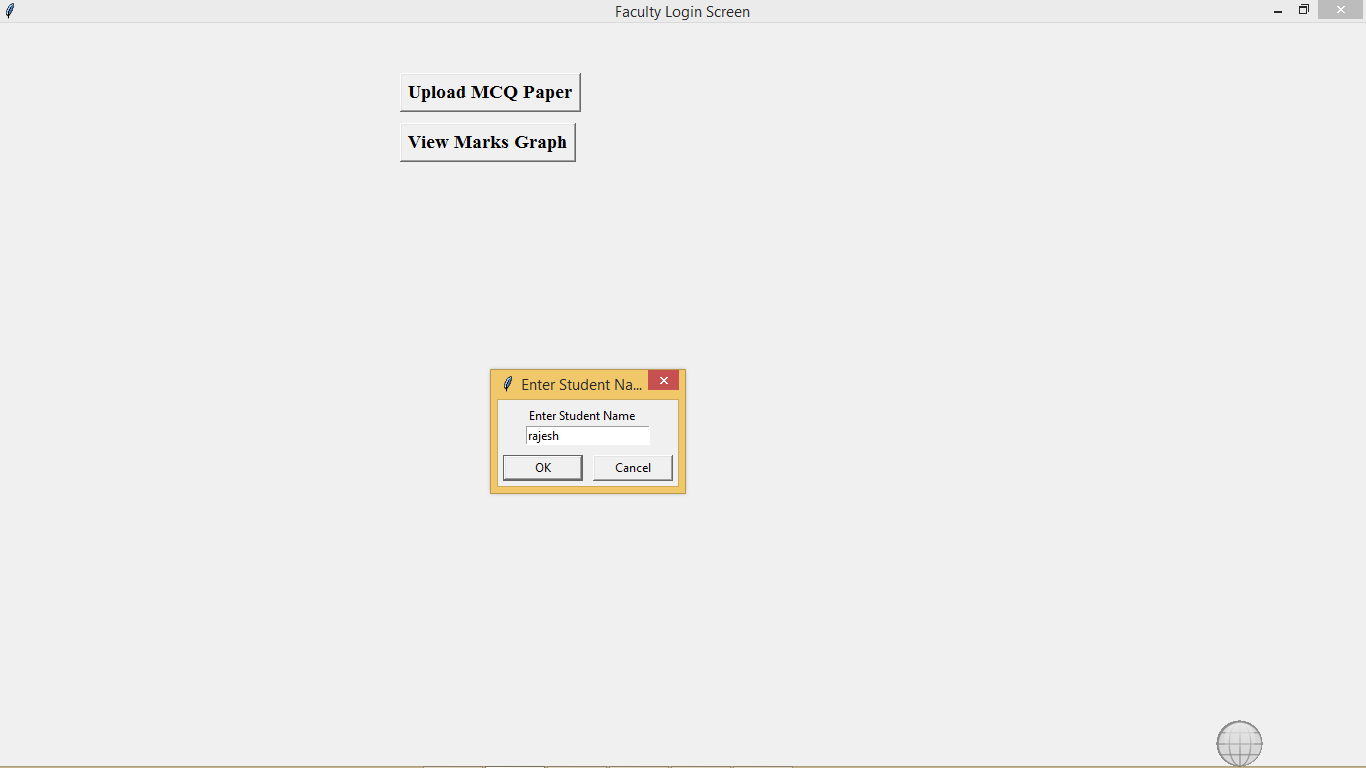 Faculty Login Screen
Upload MCQ Paper
View Marks Graph
Enter Student Na...
Enter Student Name
rajesh
OK Cancel